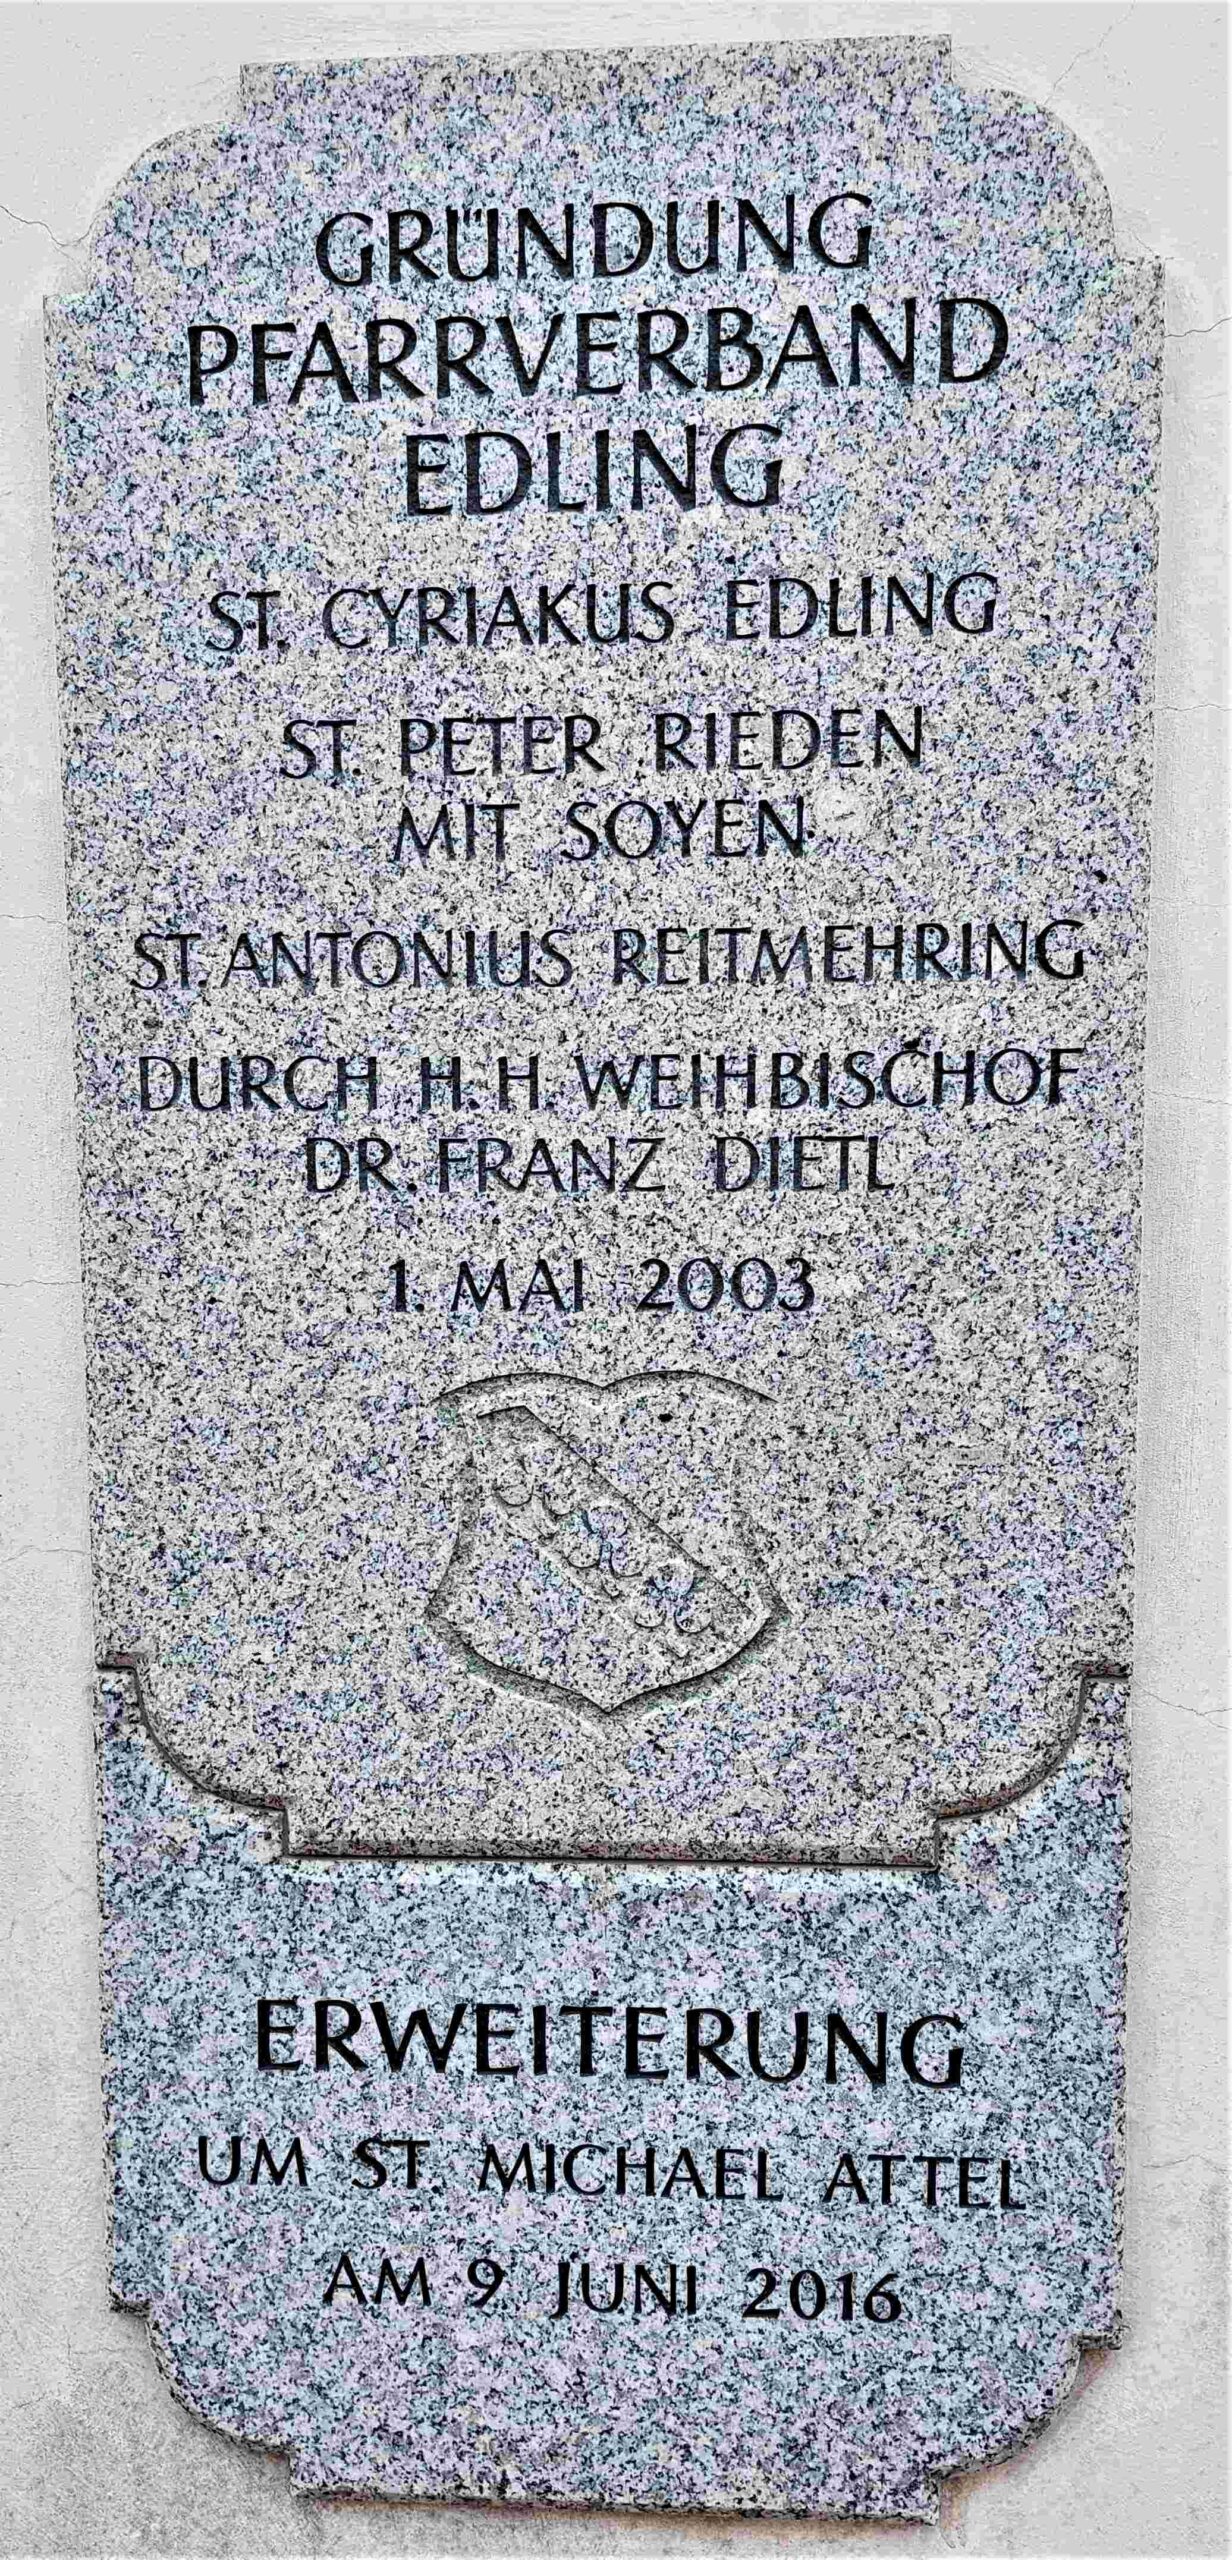 GRÜNDUNG
PFARRVERBAND
EDLING
ST. CYRIAKUS EDLING
ST. PETER RIEDEN
MIT SOYEN
ST. ANTONIUS REITMEHRING
DURCH H.H. WEIHBISCHOF
DR. FRANZ DIETL
1. MAI 2003
ERWEITERUNG
UM ST. MICHAEL ATTEL
AM 9 JUNI 2016